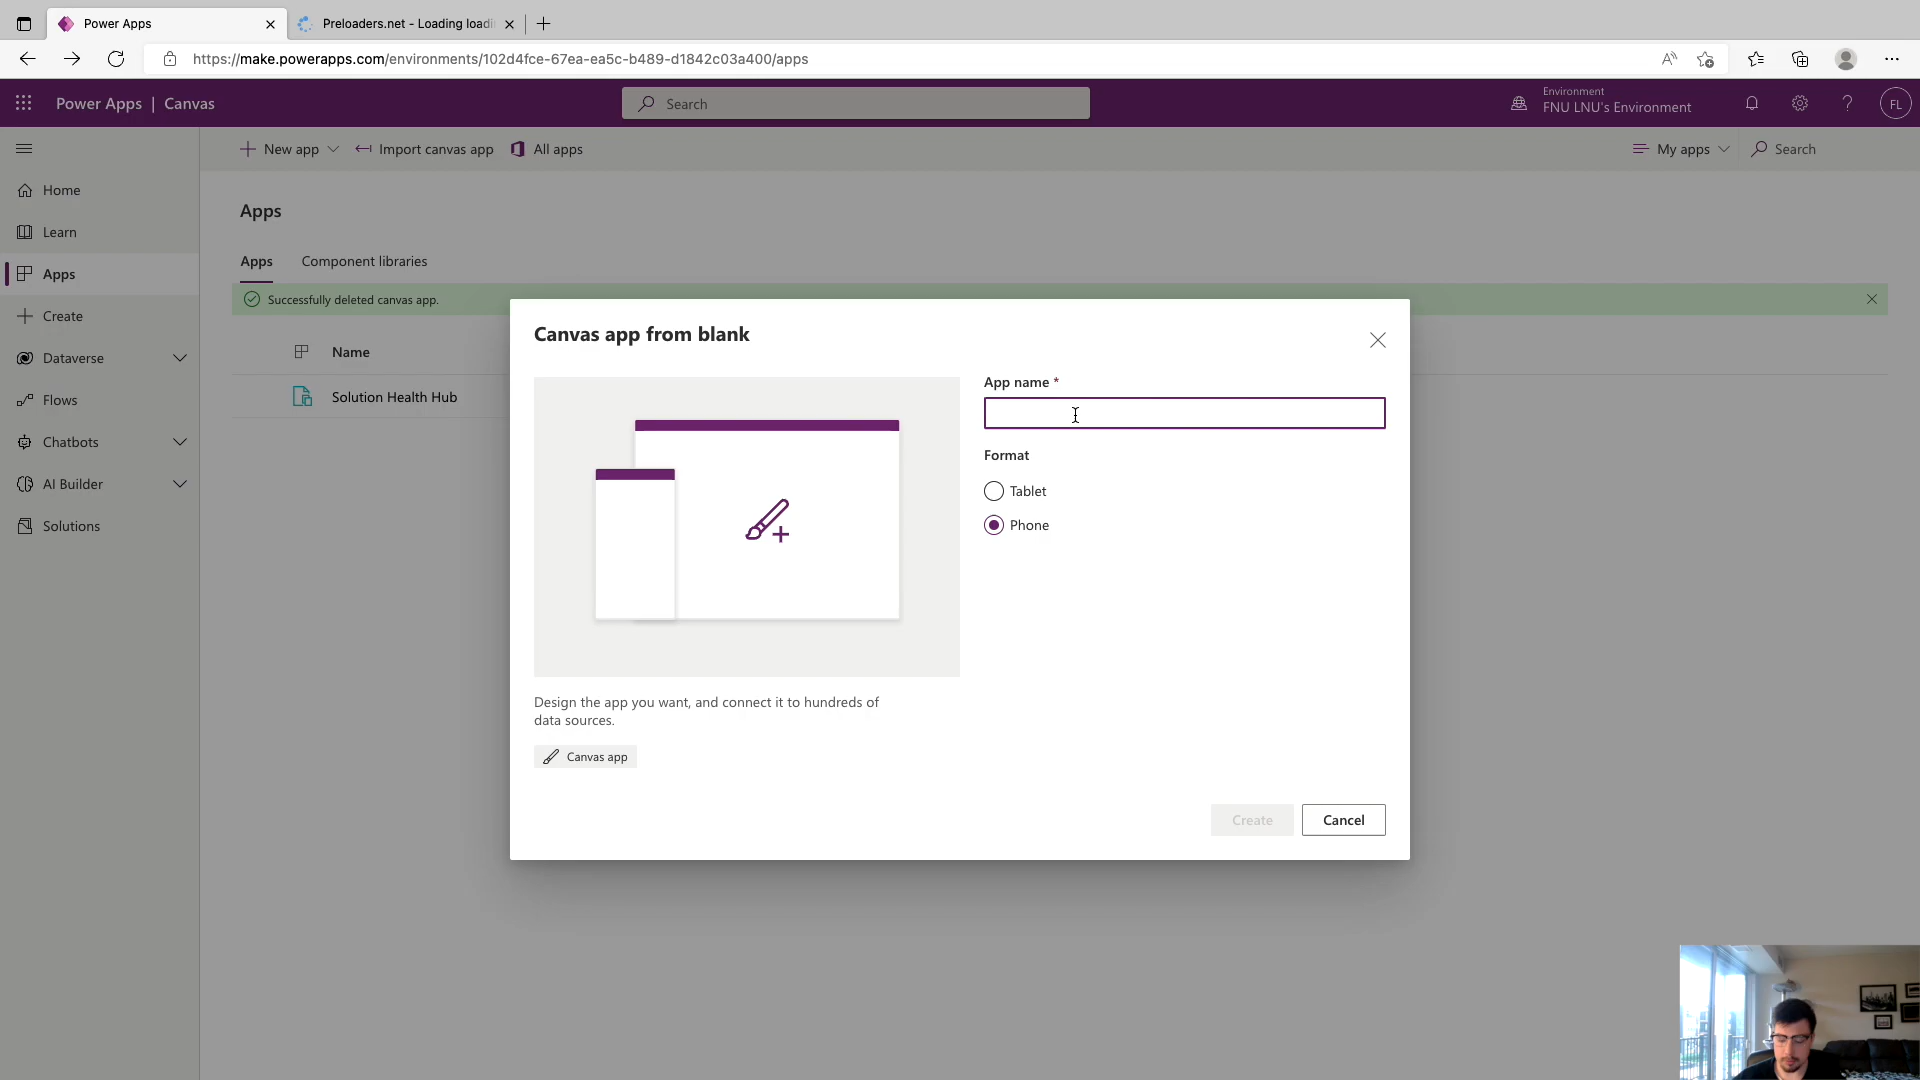 Power Apps
Preloaders.net - Loading loadi
https://make.powerapps.com/environments/102d4fce-67ea-ea5c-b489-d1842c03a400/apps
Power Apps | Canvas
Search
Environment
FNU LNU's Environment
FL
New app
Import canvas app
All apps
My apps
Search
Home
Learn
Apps
Create
Dataverse
Flows
Chatbots
AI Builder
Solutions
Apps
Apps
Component libraries
Successfully deleted canvas app.
Name
Solution Health Hub
Canvas app from blank
App name *
Format
Tablet
Phone
Design the app you want, and connect it to hundreds of
data sources.
Canvas app
Create
Cancel